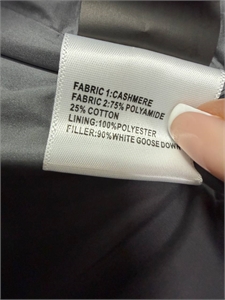 FABRIC 1:CASHMERE
FABRIC 2:75% POLYAMIDE
25% COTTON
LINING:100%POLYESTER
FILLER:90%WHITE GOOSE DOWN